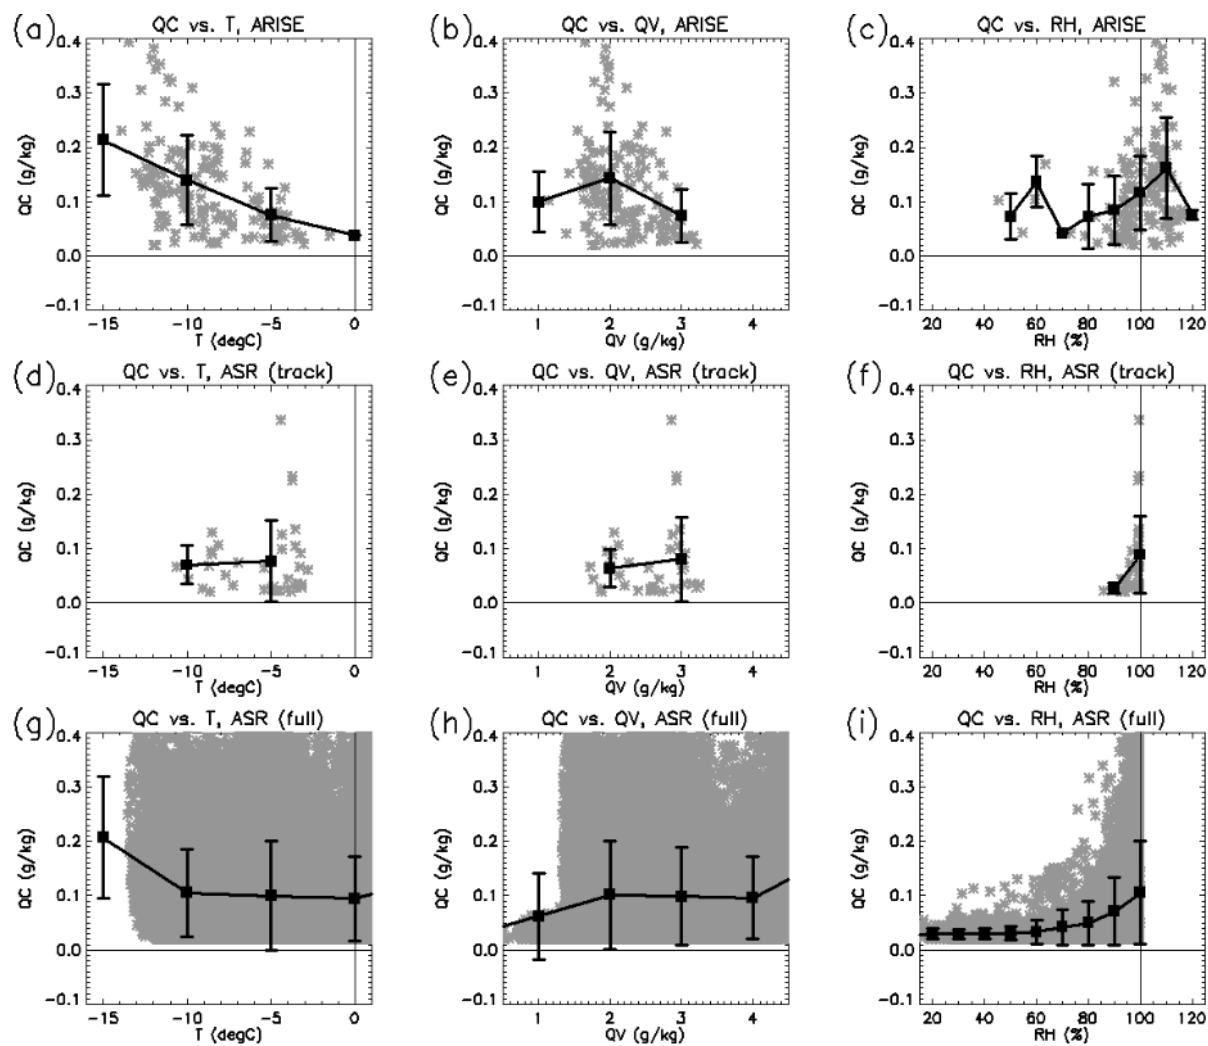 (a) QC vs. T, ARISE
0.4
0.3
0.2
0.1
0.0
-0.1
QC (g/kg)
-15 -10 -5 0
T (degC)
(b) QC vs. QV, ARISE
0.4
0.3
0.2
0.1
0.0
-0.1
QC (g/kg)
1 2 3 4
QV (g/kg)
(c) QC vs. RH, ARISE
0.4
0.3
0.2
0.1
0.0
-0.1
QC (g/kg)
20 40 60 80 100 120
RH (%)
(d) QC vs. T, ASR (track)
0.4
0.3
0.2
0.1
0.0
-0.1
QC (g/kg)
-15 -10 -5 0
T (degC)
(e) QC vs. QV, ASR (track)
0.4
0.3
0.2
0.1
0.0
-0.1
QC (g/kg)
1 2 3 4
QV (g/kg)
(f) QC vs. RH, ASR (track)
0.4
0.3
0.2
0.1
0.0
-0.1
QC (g/kg)
20 40 60 80 100 120
RH (%)
(g) QC vs. T, ASR (full)
0.4
0.3
0.2
0.1
0.0
-0.1
QC (g/kg)
-15 -10 -5 0
T (degC)
(h) QC vs. QV, ASR (full)
0.4
0.3
0.2
0.1
0.0
-0.1
QC (g/kg)
1 2 3 4
QV (g/kg)
(i) QC vs. RH, ASR (full)
0.4
0.3
0.2
0.1
0.0
-0.1
QC (g/kg)
20 40 60 80 100 120
RH (%)